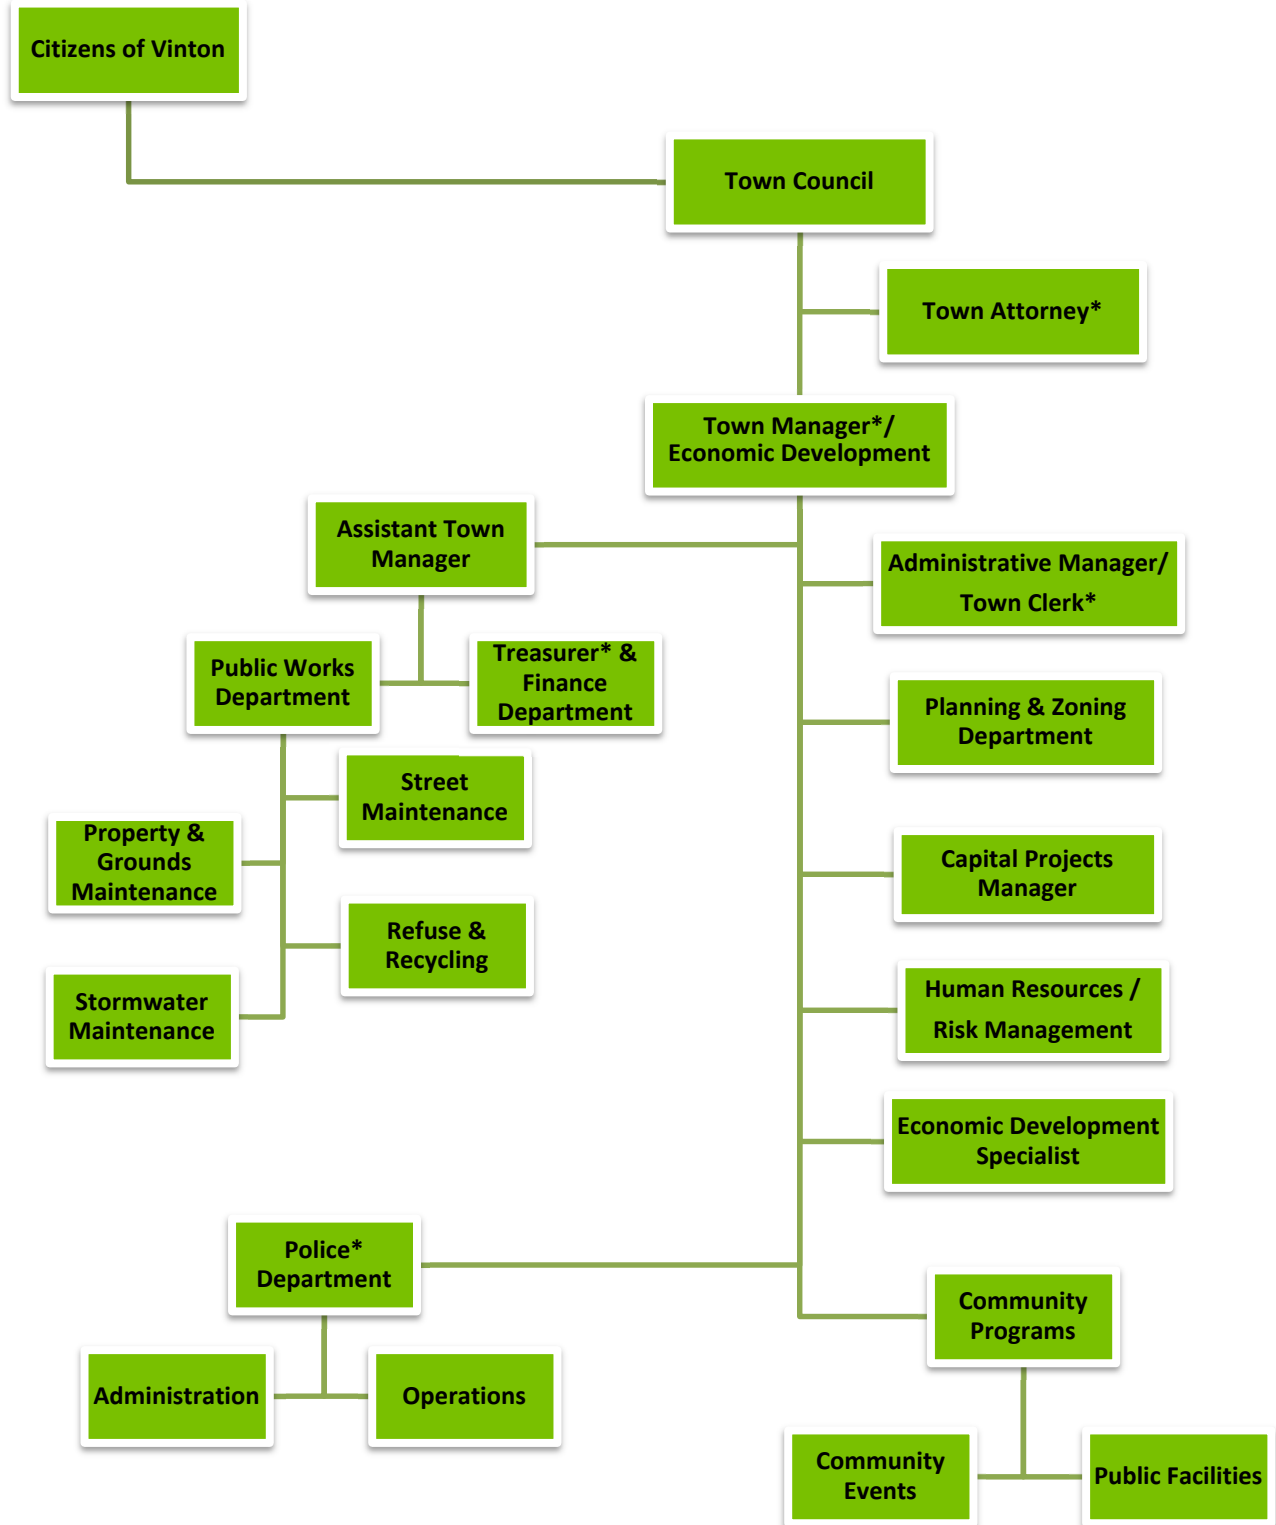 Citizens of Vinton
Town Council
Town Attorney*
Town Manager*/
Economic Development
Assistant Town
Manager
Administrative Manager/
Town Clerk*
Public Works
Department
Treasurer* &
Finance
Department
Planning & Zoning
Department
Street
Maintenance
Property &
Grounds
Maintenance
Capital Projects
Manager
Refuse &
Recycling
Stormwater
Maintenance
Human Resources /
Risk Management
Economic Development
Specialist
Police*
Department
Community
Programs
Administration
Operations
Community
Events
Public Facilities